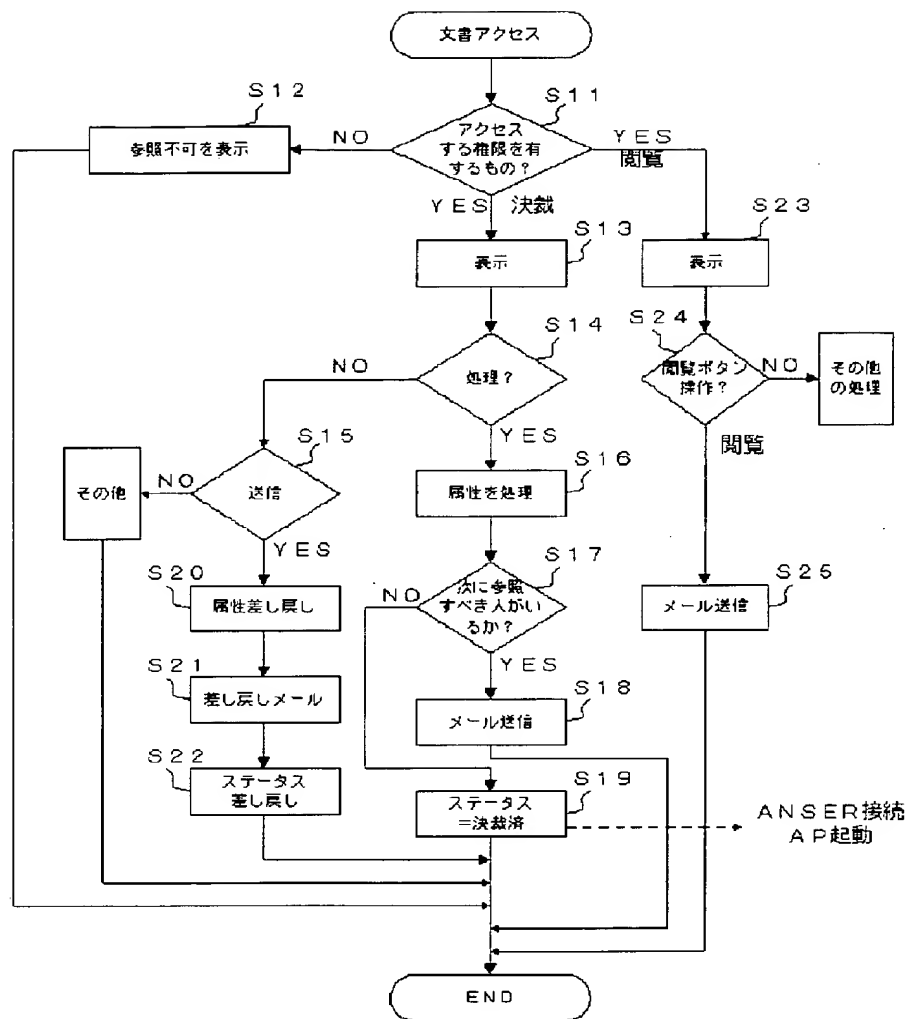 文書アクセス
S12
S11
参照不可を表示
NO
アクセス
する権限を有
するもの?
YES
閲覧
YES 決裁
S13
表示
S23
表示
S14
処理?
NO
YES
S24
閲覧ボタン
操作?
NO
その他
の処理
閲覧
S15
送信
NO
その他
YES
S16
属性を処理
S17
次に参照
すべき人がい
るか?
NO
YES
S20
属性差し戻し
S21
差し戻しメール
S22
ステータス
差し戻し
S18
メール送信
S19
ステータス
=決裁済
S25
メール送信
ANSER接続
AP起動
END